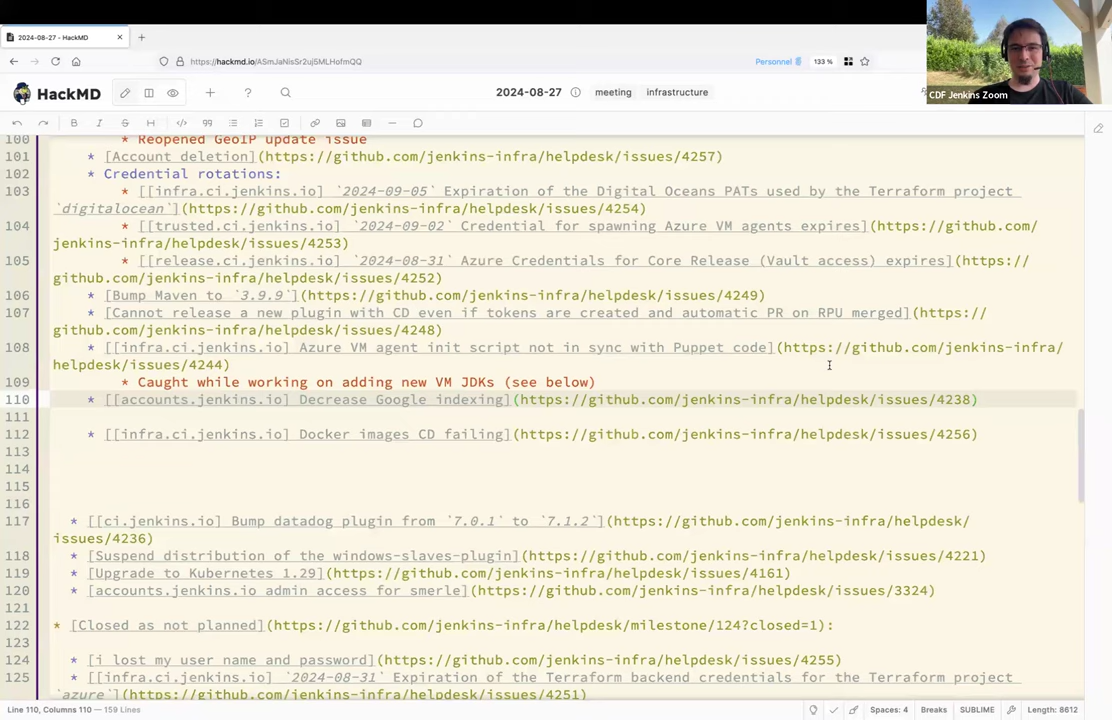 2024-08-27 - HackMD
https://hackmd.io/ASmJaNisSr2uj5MLHofmQQ
Personnel
133 %
CDF Jenkins Zoom
HackMD
2024-08-27
meeting
infrastructure
100 * Reopened GeoIP update issue
101 * [Account deletion](https://github.com/jenkins-infra/helpdesk/issues/4257)
102 * Credential rotations:
103 * [[infra.ci.jenkins.io] `2024-09-05` Expiration of the Digital Oceans PATs used by the Terraform project
`digitalocean`](https://github.com/jenkins-infra/helpdesk/issues/4254)
104 * [[trusted.ci.jenkins.io] `2024-09-02` Credential for spawning Azure VM agents expires](https://github.com/
jenkins-infra/helpdesk/issues/4253)
105 * [[release.ci.jenkins.io] `2024-08-31` Azure Credentials for Core Release (Vault access) expires](https://
github.com/jenkins-infra/helpdesk/issues/4252)
106 * [Bump Maven to `3.9.9`](https://github.com/jenkins-infra/helpdesk/issues/4249)
107 * [Cannot release a new plugin with CD even if tokens are created and automatic PR on RPU merged](https://
github.com/jenkins-infra/helpdesk/issues/4248)
108 * [[infra.ci.jenkins.io] Azure VM agent init script not in sync with Puppet code](https://github.com/jenkins-infra/
helpdesk/issues/4244)
109 * Caught while working on adding new VM JDKs (see below)
110 * [[accounts.jenkins.io] Decrease Google indexing](https://github.com/jenkins-infra/helpdesk/issues/4238)
111
112 * [[infra.ci.jenkins.io] Docker images CD failing](https://github.com/jenkins-infra/helpdesk/issues/4256)
113
114
115
116
117 * [[ci.jenkins.io] Bump datadog plugin from `7.0.1` to `7.1.2`](https://github.com/jenkins-infra/helpdesk/
issues/4236)
118 * [Suspend distribution of the windows-slaves-plugin](https://github.com/jenkins-infra/helpdesk/issues/4221)
119 * [Upgrade to Kubernetes 1.29](https://github.com/jenkins-infra/helpdesk/issues/4161)
120 * [accounts.jenkins.io admin access for smerle](https://github.com/jenkins-infra/helpdesk/issues/3324)
121
122 * [Closed as not planned](https://github.com/jenkins-infra/helpdesk/milestone/124?closed=1):
123
124 * [i lost my user name and password](https://github.com/jenkins-infra/helpdesk/issues/4255)
125 * [[infra.ci.jenkins.io] `2024-08-31` Expiration of the Terraform backend credentials for the Terraform project
`azure`](https://github.com/jenkins-infra/helpdesk/issues/4251)
Line 110, Columns 110 — 159 Lines
Spaces: 4
Breaks
SUBLIME
Length: 8612